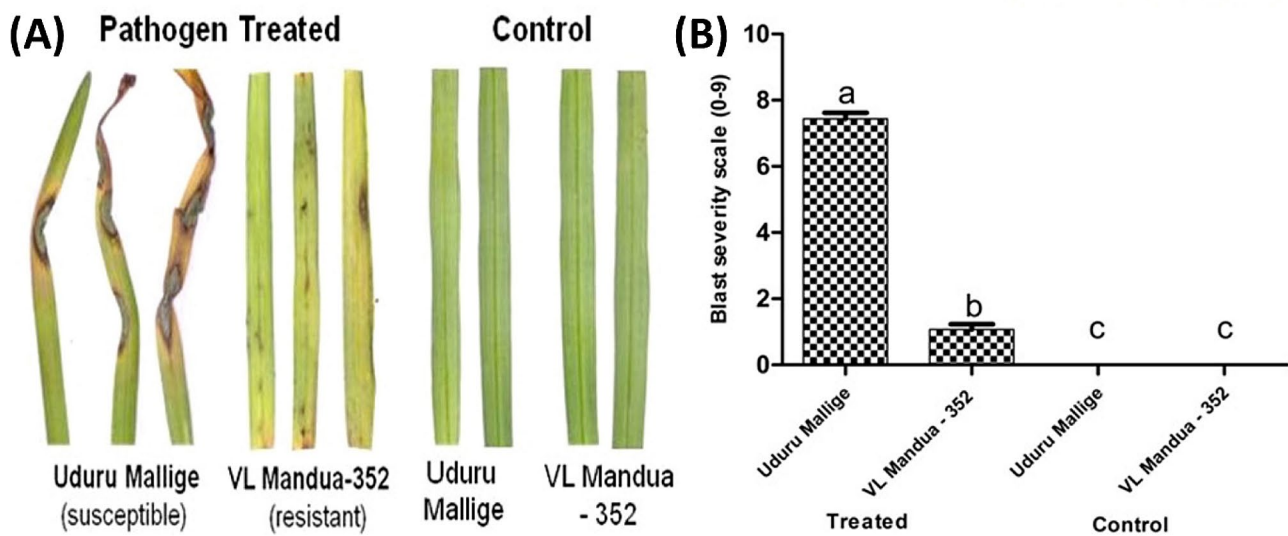 (A)
Pathogen Treated
Control
Uduru Mallige
(susceptible)
VL Mandua-352
(resistant)
Uduru
Mallige
VL Mandua
- 352
(B)
Blast severity scale (0-9)
10
8
6
4
2
0
a
b
c
c
Uduru Mallige
VL Mandua - 352
Uduru Mallige
VL Mandua - 352
Treated
Control